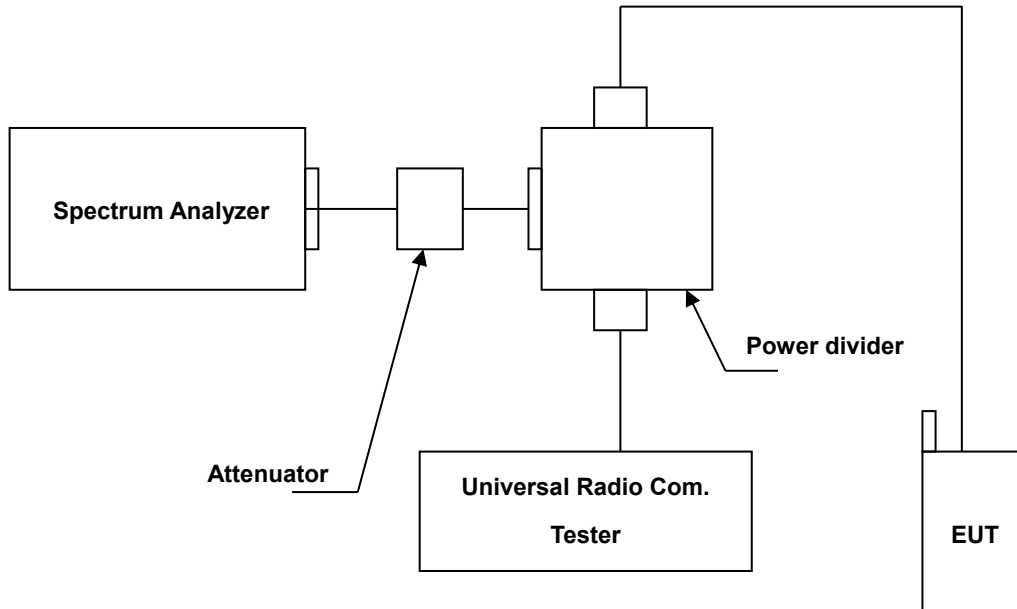 Spectrum Analyzer
Power divider
Attenuator
Universal Radio Com.
Tester
EUT